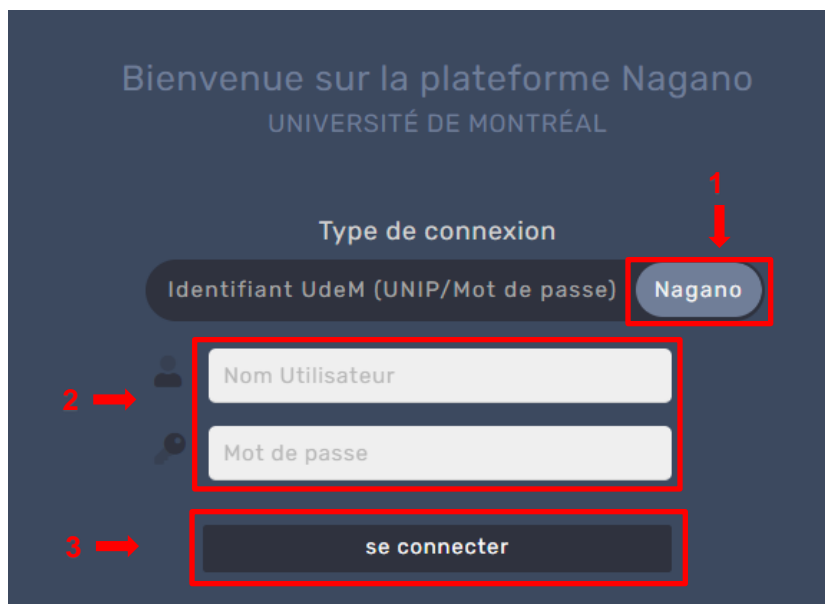 Bienvenue sur la plateforme Nagano
UNIVERSITÉ DE MONTRÉAL
1
Type de connexion
Identifiant UdeM (UNIP/Mot de passe) Nagano
Nom Utilisateur
2
Mot de passe
3 se connecter